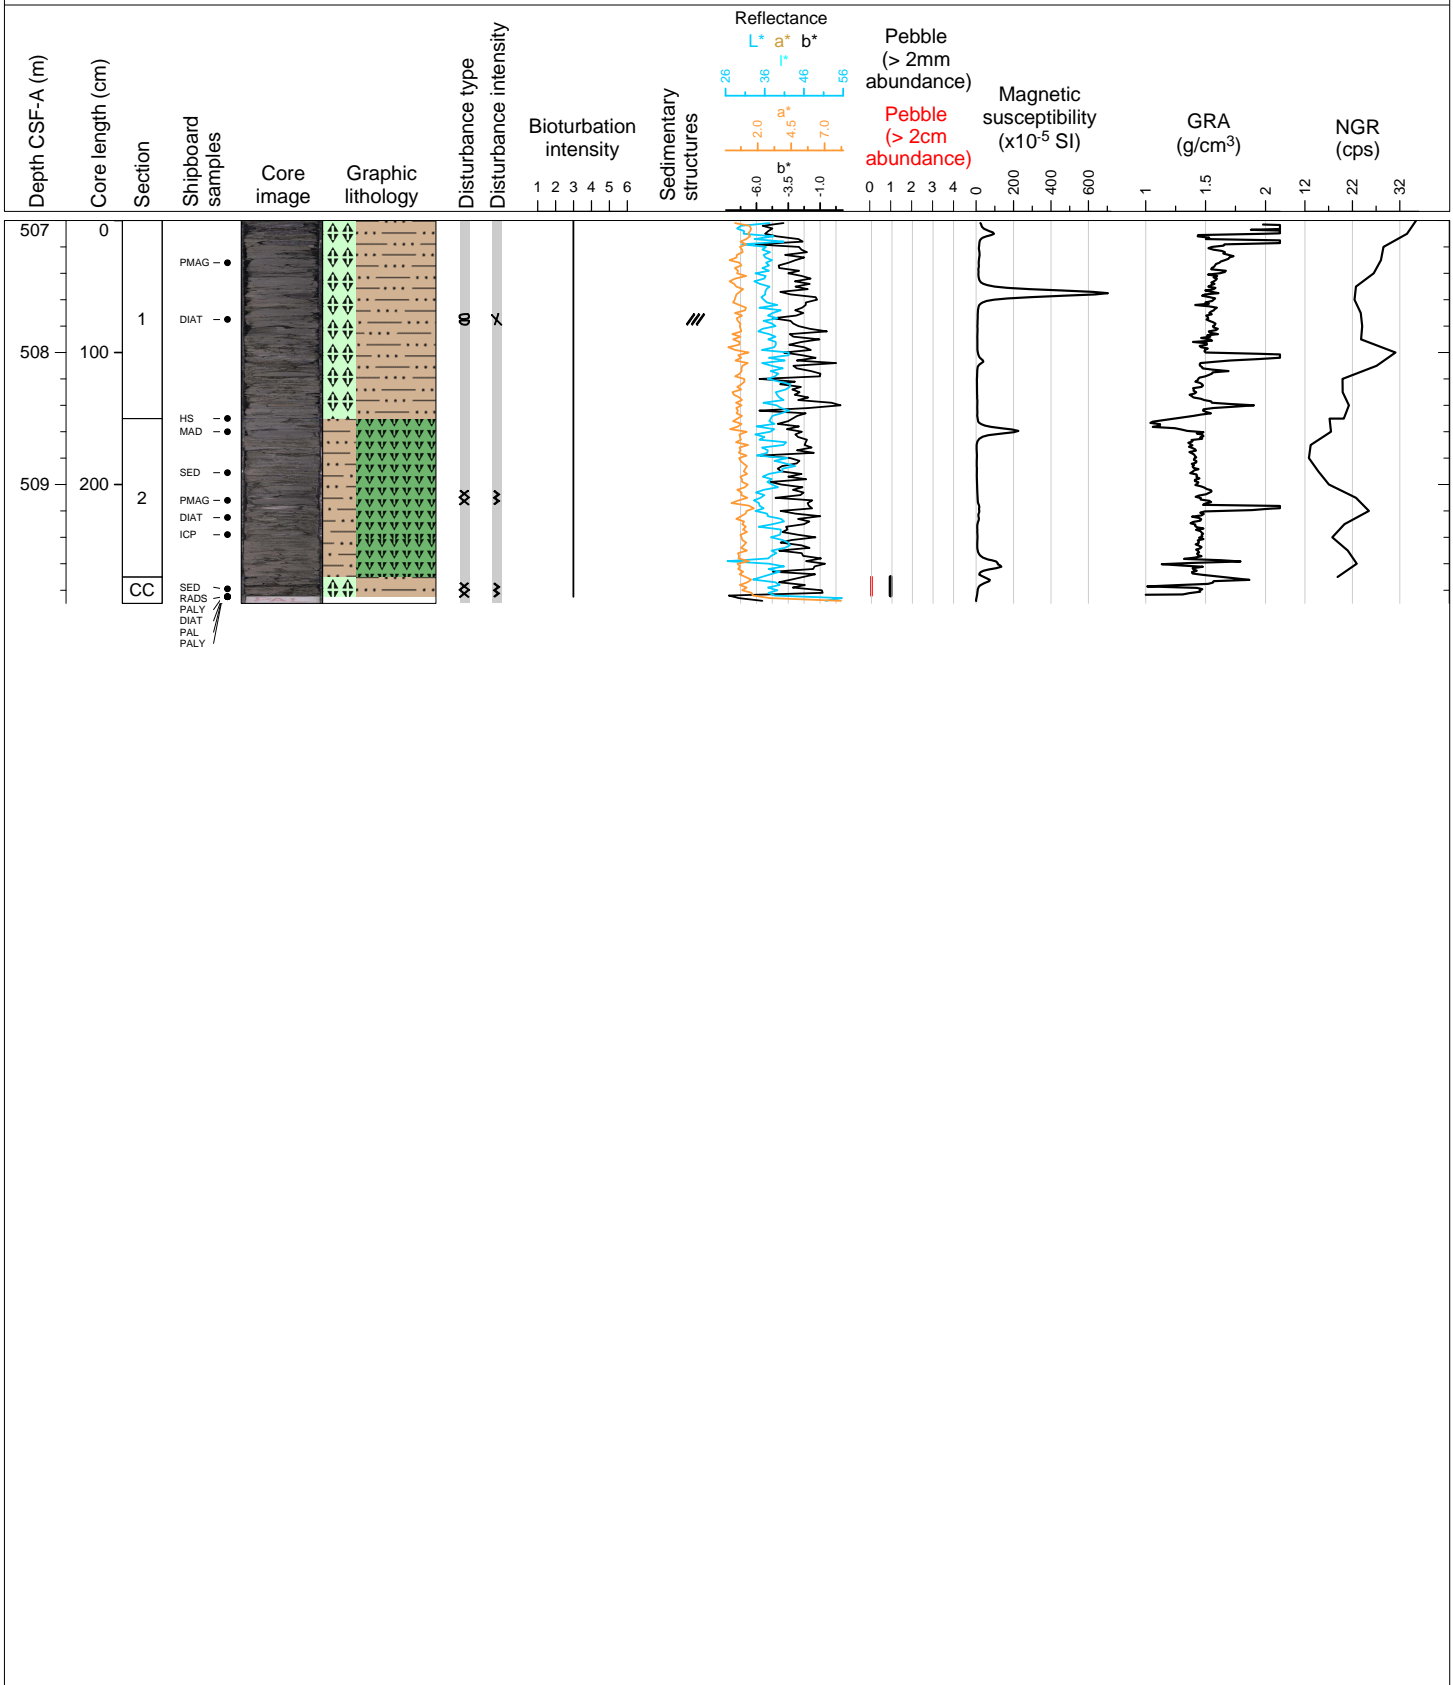 Depth CSF-A (m)
Core length (cm)
Section
Shipboard
samples
Core
image
Graphic
lithology
Disturbance type
Disturbance intensity
Bioturbation
intensity
1 2 3 4 5 6
Sedimentary
structures
Reflectance
L* a* b*
l*
26 36 46 56
a*
2.0 4.5 7.0
b*
-6.0 -3.5 -1.0
Pebble
(> 2mm
abundance)
Pebble
(> 2cm
abundance)
0 1 2 3 4
Magnetic
susceptibility
(x10-5 SI)
0 200 400 600
GRA
(g/cm3)
1 1.5 2
NGR
(cps)
12 22 32
507
508
509
0
100
200
1
2
CC
PMAG
DIAT
HS
MAD
SED
PMAG
DIAT
ICP
SED
RADS
PALY
DIAT
PAL
PALY